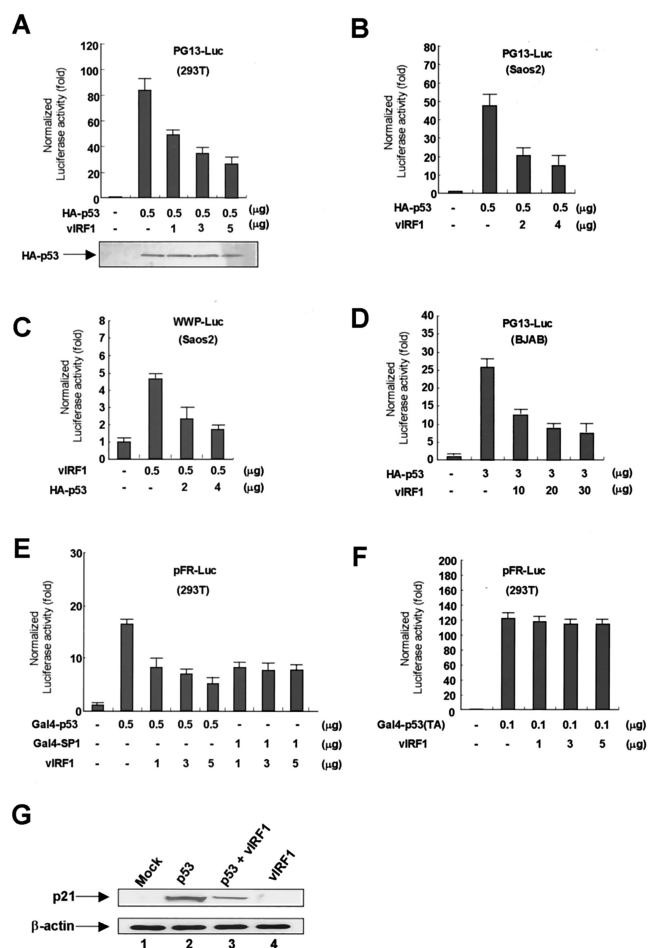 A
PG13-Luc
(293T)
Normalized
Luciferase activity (fold)
120
100
80
60
40
20
0
HA-p53 - 0.5 0.5 0.5 0.5 (μg)
vIRF1 - - 1 3 5 (μg)
HA-p53
B
PG13-Luc
(Saos2)
Normalized
Luciferase activity (fold)
80
70
60
50
40
30
20
10
0
HA-p53 - 0.5 0.5 0.5 (μg)
vIRF1 - - 2 4 (μg)
C
WWP-Luc
(Saos2)
Normalized
Luciferase activity (fold)
8
7
6
5
4
3
2
1
0
vIRF1 - 0.5 0.5 0.5 (μg)
HA-p53 - - 2 4 (μg)
D
PG13-Luc
(BJAB)
Normalized
Luciferase activity (fold)
40
35
30
25
20
15
10
5
0
HA-p53 - 3 3 3 3 (μg)
vIRF1 - - 10 20 30 (μg)
E
pFR-Luc
(293T)
Normalized
Luciferase activity (fold)
30
20
10
0
Gal4-p53 - 0.5 0.5 0.5 0.5 - - - (μg)
Gal4-SP1 - - - - - 1 1 1 (μg)
vIRF1 - - 1 3 5 1 3 5 (μg)
F
pFR-Luc
(293T)
Normalized
Luciferase activity (fold)
200
180
160
140
120
100
80
60
40
20
0
Gal4-p53(TA) - 0.1 0.1 0.1 0.1 (μg)
vIRF1 - - 1 3 5 (μg)
G
Mock p53 p53 + vIRF1 vIRF1
p21
β-actin
1 2 3 4